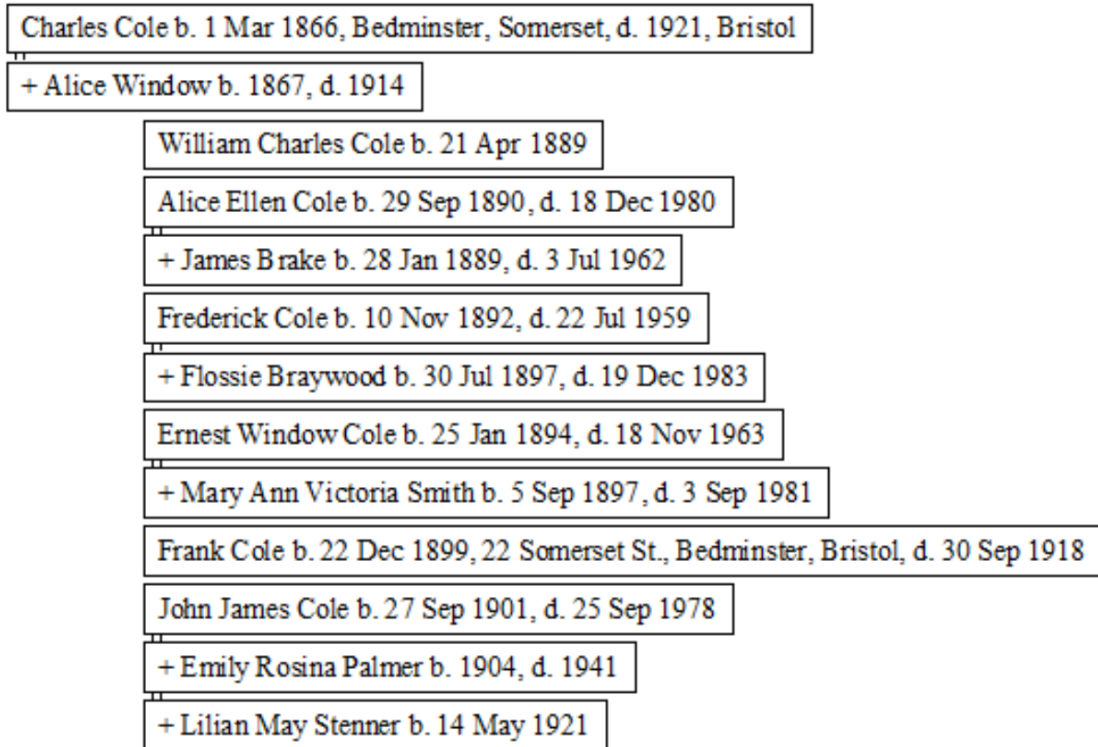 Charles Cole b. 1 Mar 1866, Bedminster, Somerset, d. 1921, Bristol
+ Alice Window b. 1867, d. 1914
William Charles Cole b. 21 Apr 1889
Alice Ellen Cole b. 29 Sep 1890, d. 18 Dec 1980
+ James Brake b. 28 Jan 1889, d. 3 Jul 1962
Frederick Cole b. 10 Nov 1892, d. 22 Jul 1959
+ Flossie Braywood b. 30 Jul 1897, d. 19 Dec 1983
Ernest Window Cole b. 25 Jan 1894, d. 18 Nov 1963
+ Mary Ann Victoria Smith b. 5 Sep 1897, d. 3 Sep 1981
Frank Cole b. 22 Dec 1899, 22 Somerset St., Bedminster, Bristol, d. 30 Sep 1918
John James Cole b. 27 Sep 1901, d. 25 Sep 1978
+ Emily Rosina Palmer b. 1904, d. 1941
+ Lilian May Stenner b. 14 May 1921